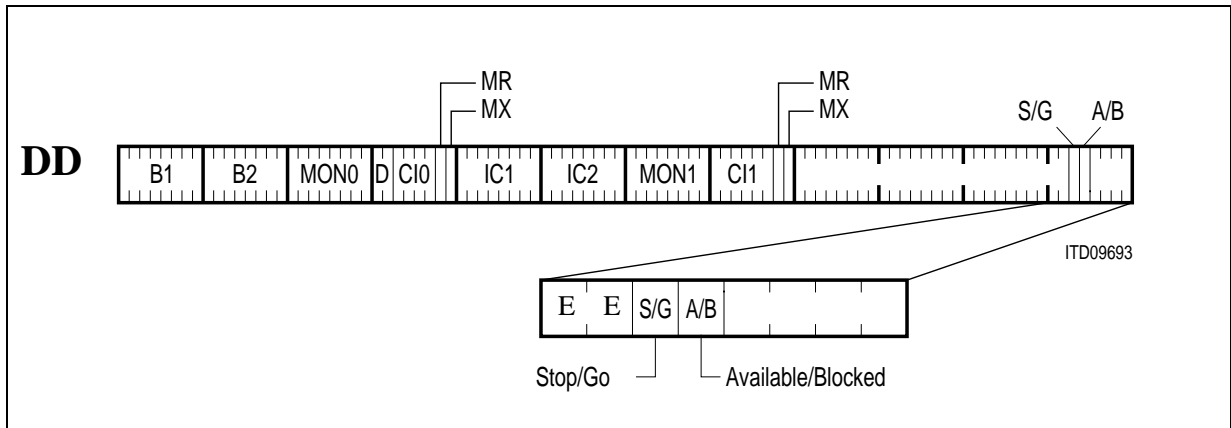 MR MR
MX MX S/G A/B
DD B1 B2 MON0 D CI0 IC1 IC2 MON1 CI1
ITD09693
E E S/G A/B
Stop/Go Available/Blocked